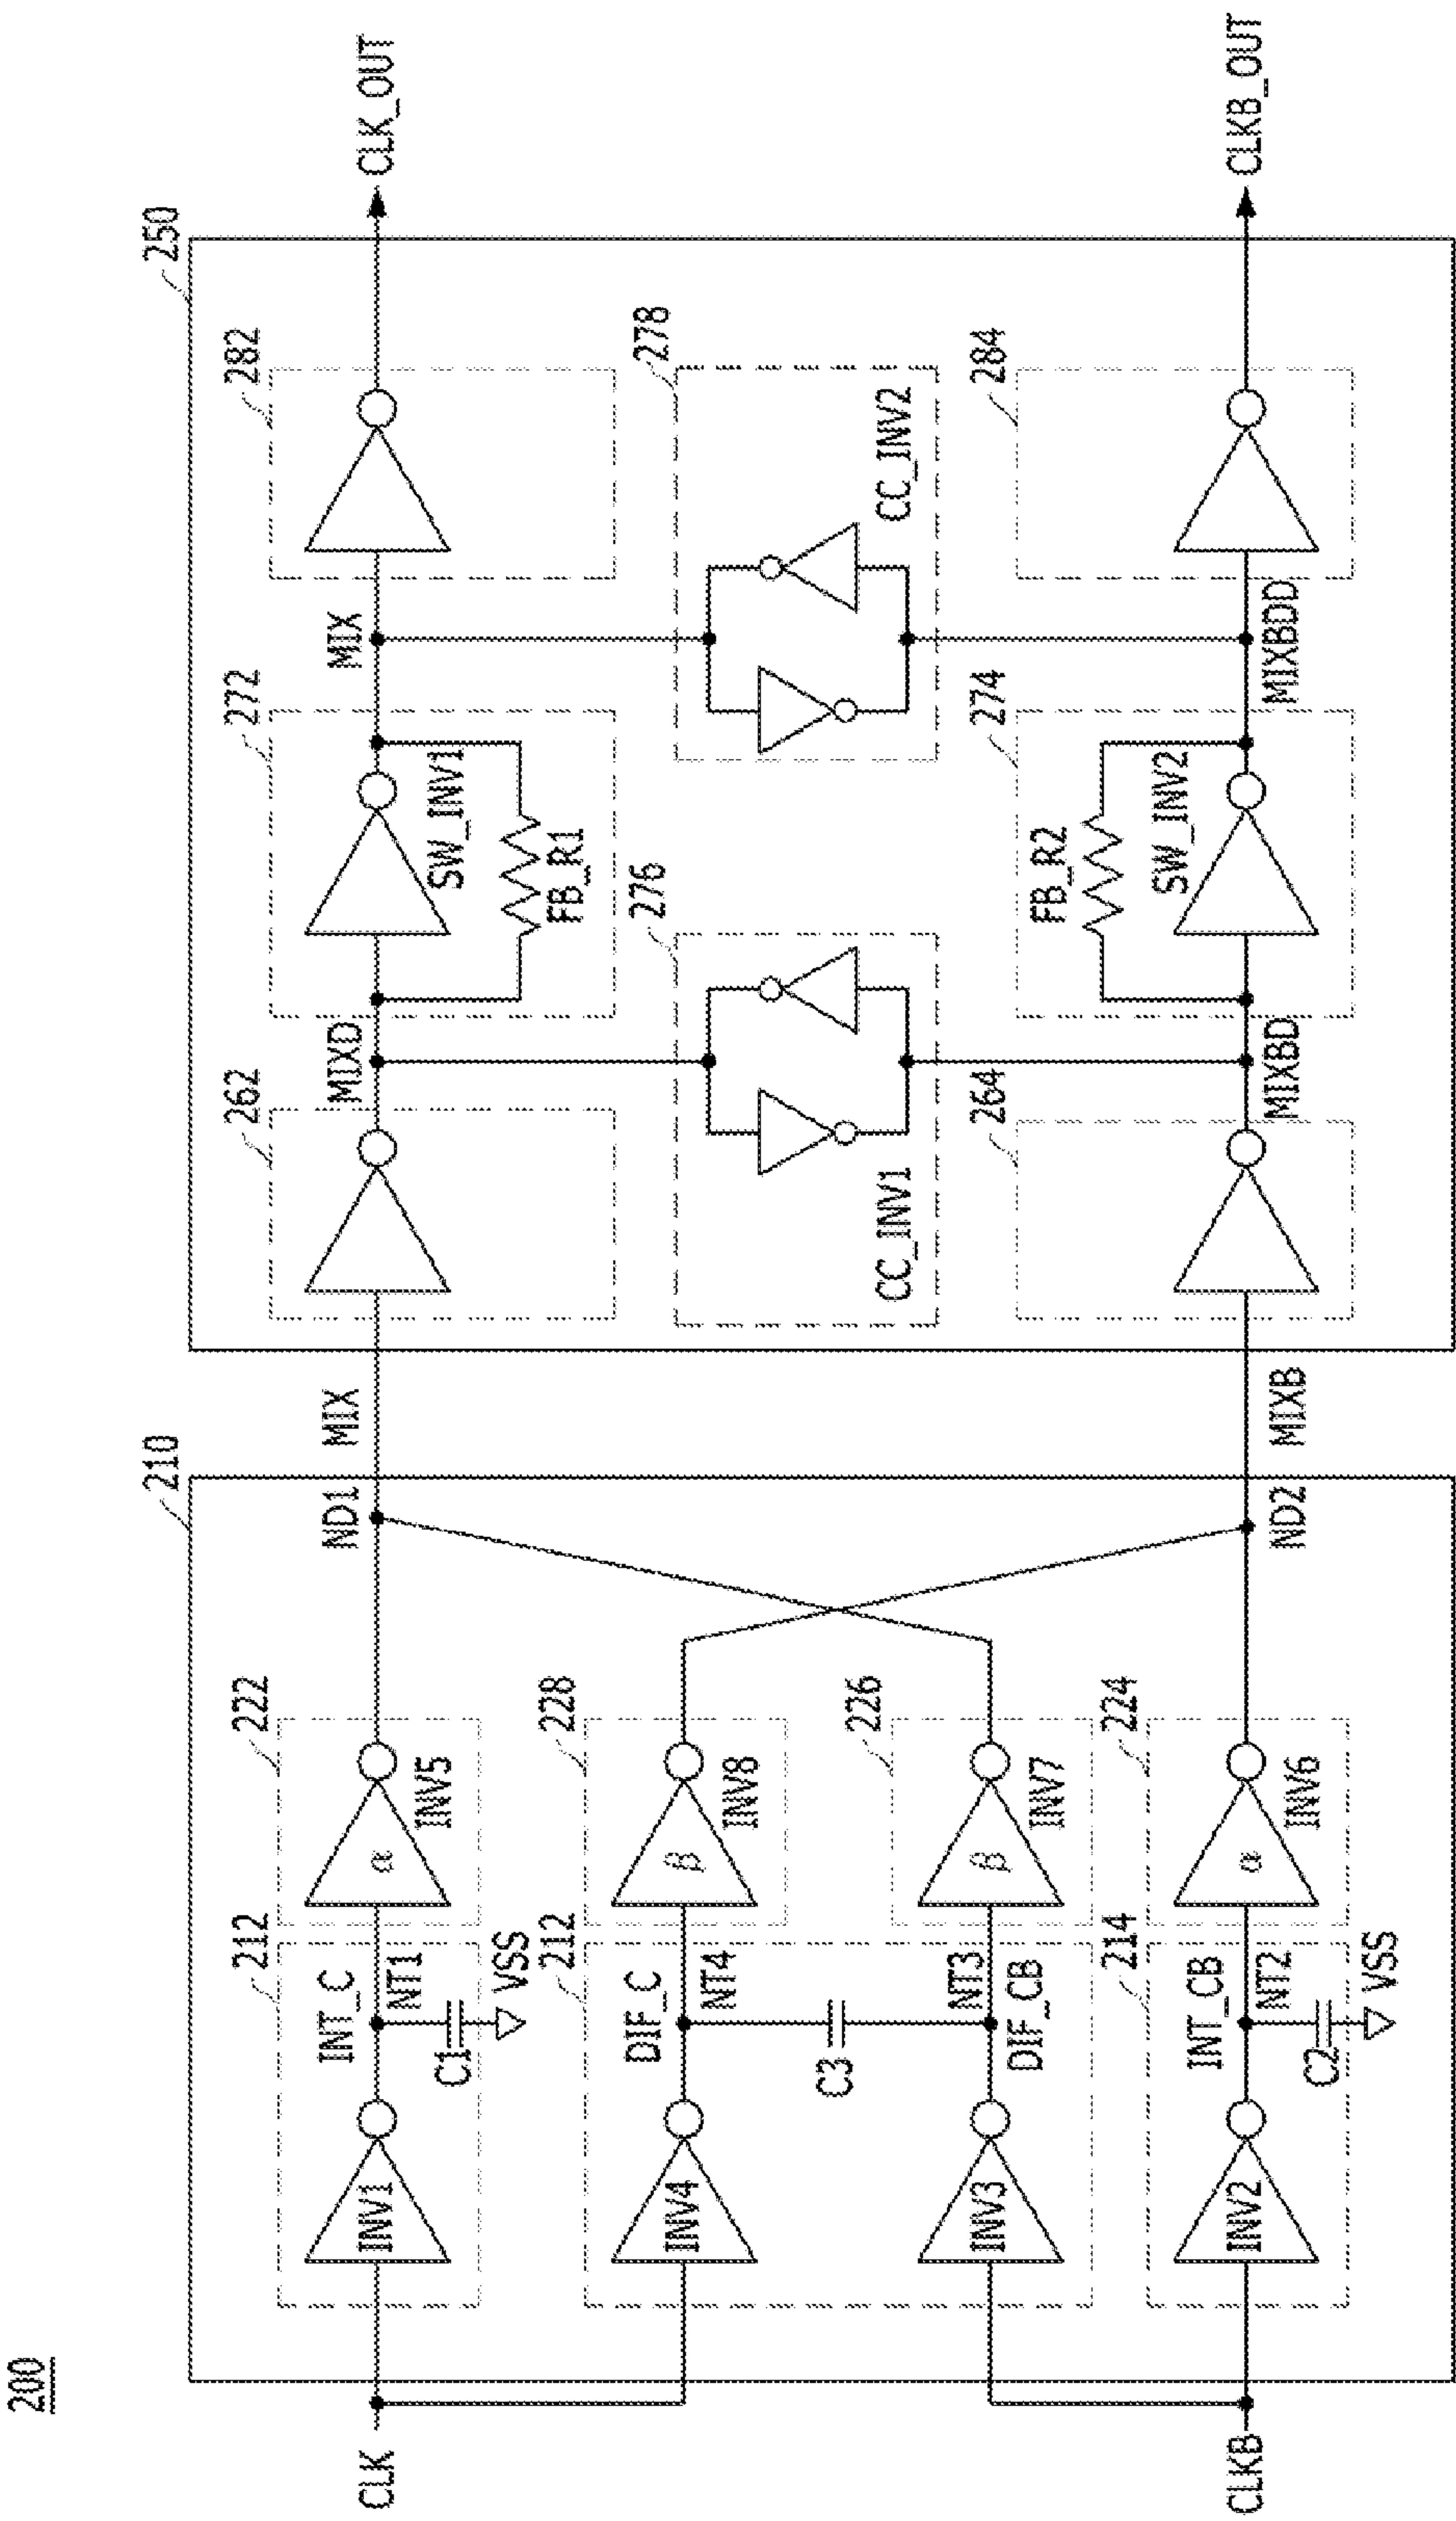 200
210
250
212
222
262
272
282
CLK
INV1
INT_C
NT1
C1
VSS
α
INV5
ND1
MIX
MIXD
SW_INV1
FB_R1
MIX
CLK_OUT
212
228
276
278
INV4
DIF_C
NT4
β
INV8
C3
226
INV3
NT3
DIF_CB
β
INV7
CC_INV1
CC_INV2
214
224
264
274
284
CLKB
INV2
INT_CB
NT2
C2
VSS
α
INV6
ND2
MIXB
MIXBD
FB_R2
SW_INV2
MIXBDD
CLKB_OUT